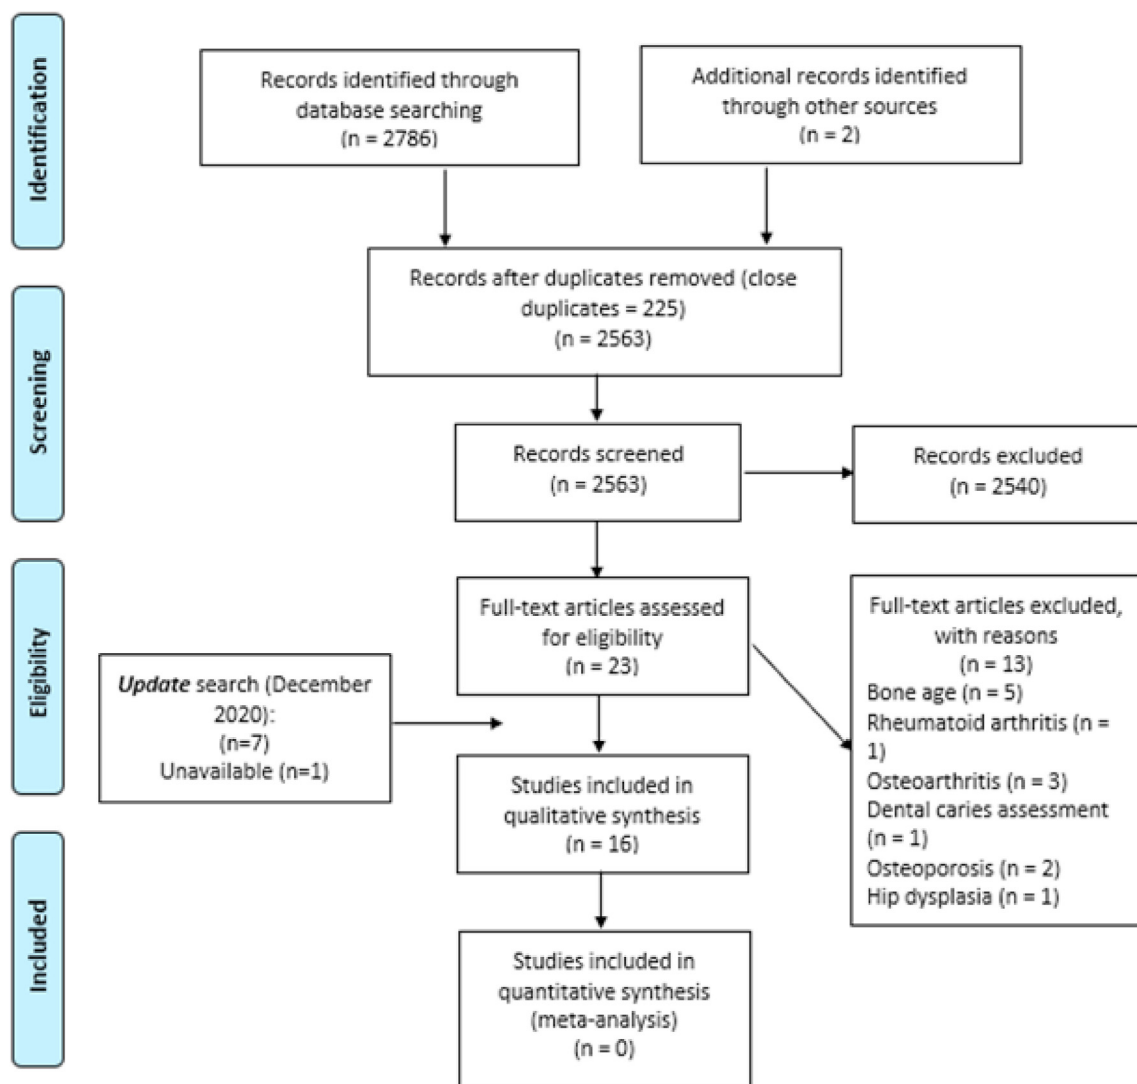 Identification
Records identified through
database searching
(n = 2786)
Additional records identified
through other sources
(n = 2)
Records after duplicates removed (close
duplicates = 225)
(n = 2563)
Screening
Records screened
(n = 2563)
Records excluded
(n = 2540)
Eligibility
Full-text articles assessed
for eligibility
(n = 23)
Full-text articles excluded,
with reasons
(n = 13)
Bone age (n = 5)
Rheumatoid arthritis (n =
1)
Osteoarthritis (n = 3)
Dental caries assessment
(n = 1)
Osteoporosis (n = 2)
Hip dysplasia (n = 1)
Update search (December
2020):
(n=7)
Unavailable (n=1)
Studies included in
qualitative synthesis
(n = 16)
Included
Studies included in
quantitative synthesis
(meta-analysis)
(n = 0)